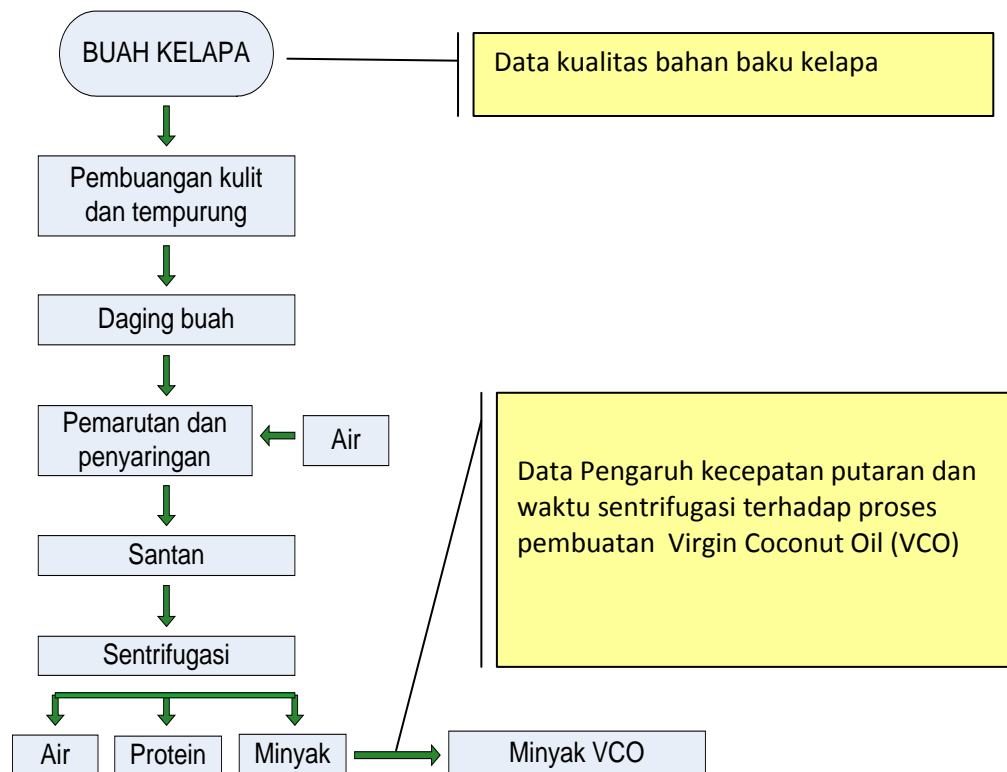 BUAH KELAPA
Data kualitas bahan baku kelapa
Pembuangan kulit
dan tempurung
Daging buah
Pemarutan dan
penyaringan
Air
Data Pengaruh kecepatan putaran dan
waktu sentrifugasi terhadap proses
pembuatan Virgin Coconut Oil (VCO)
Santan
Sentrifugasi
Air
Protein
Minyak
Minyak VCO